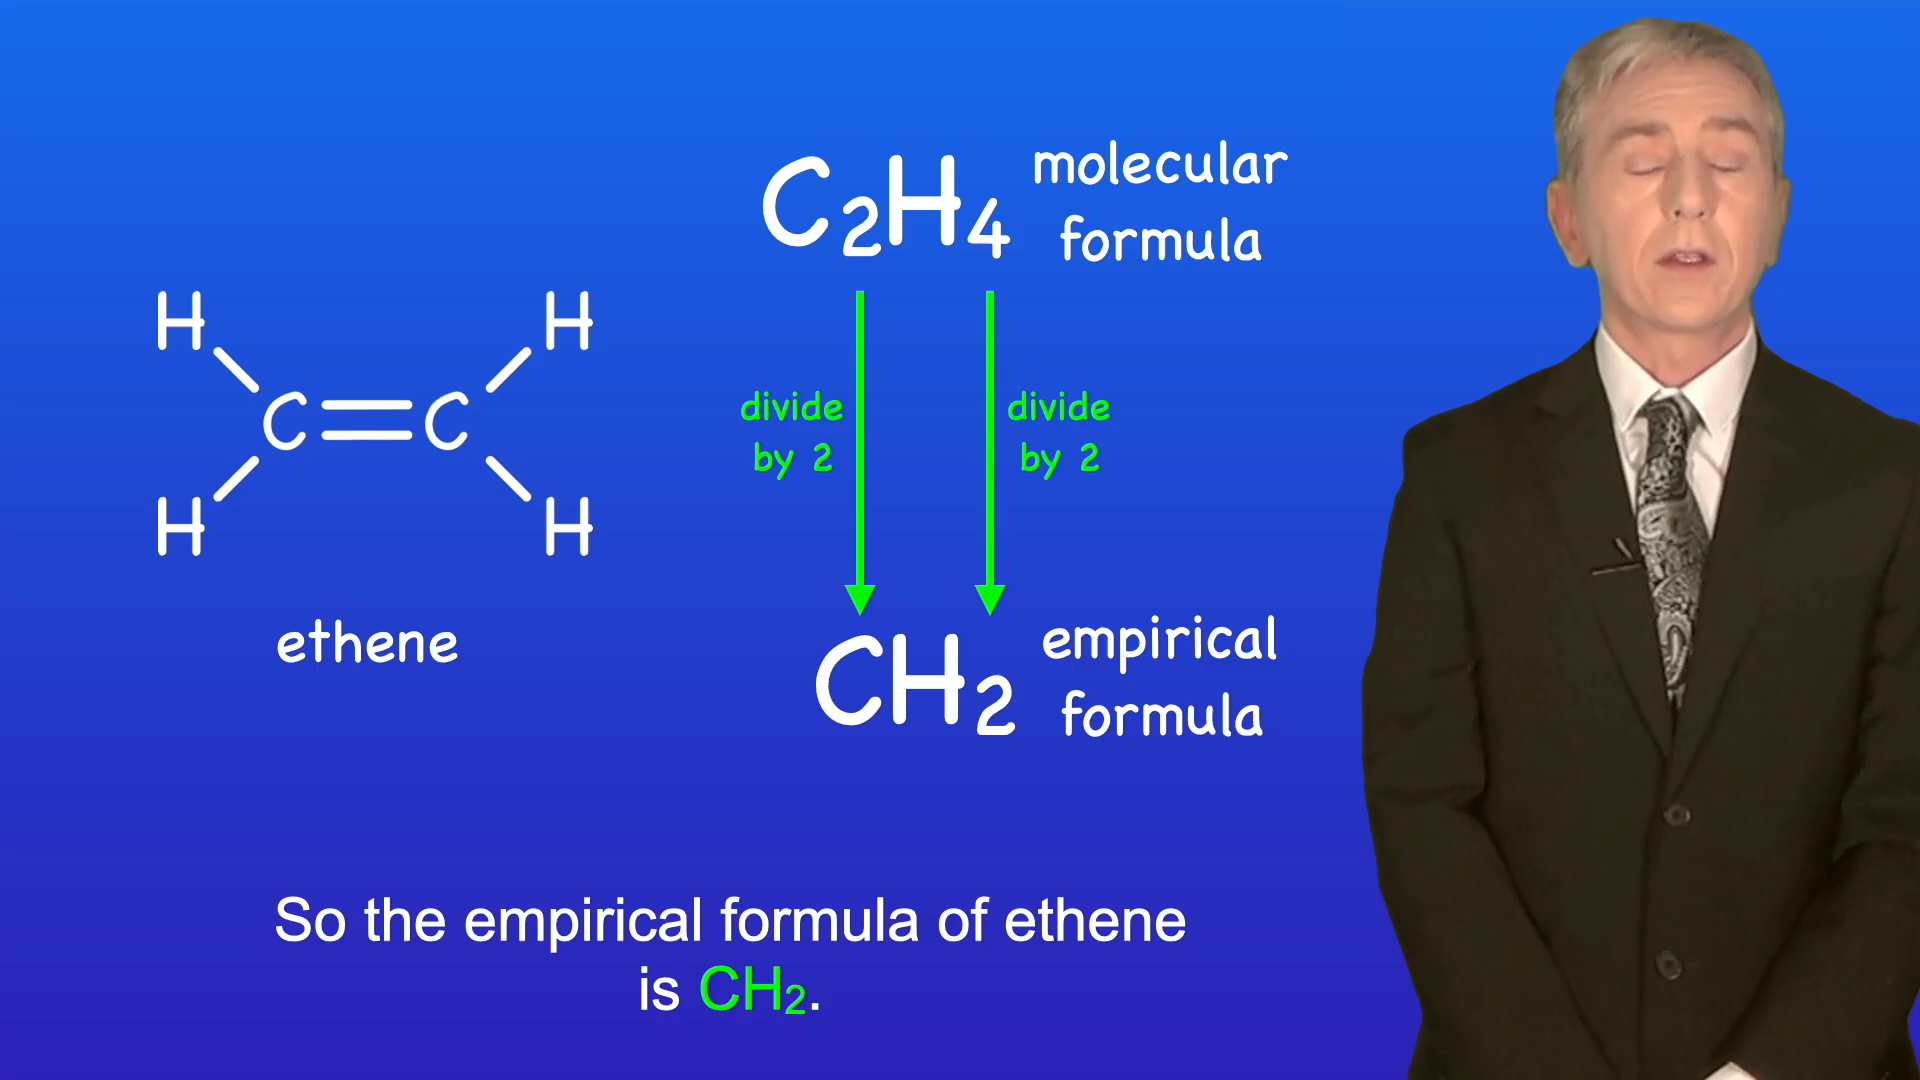 C₂H₄
molecular
formula
H H
C C
H H
divide
by 2
divide
by 2
ethene
CH₂
empirical
formula
So the empirical formula of ethene
is CH₂.